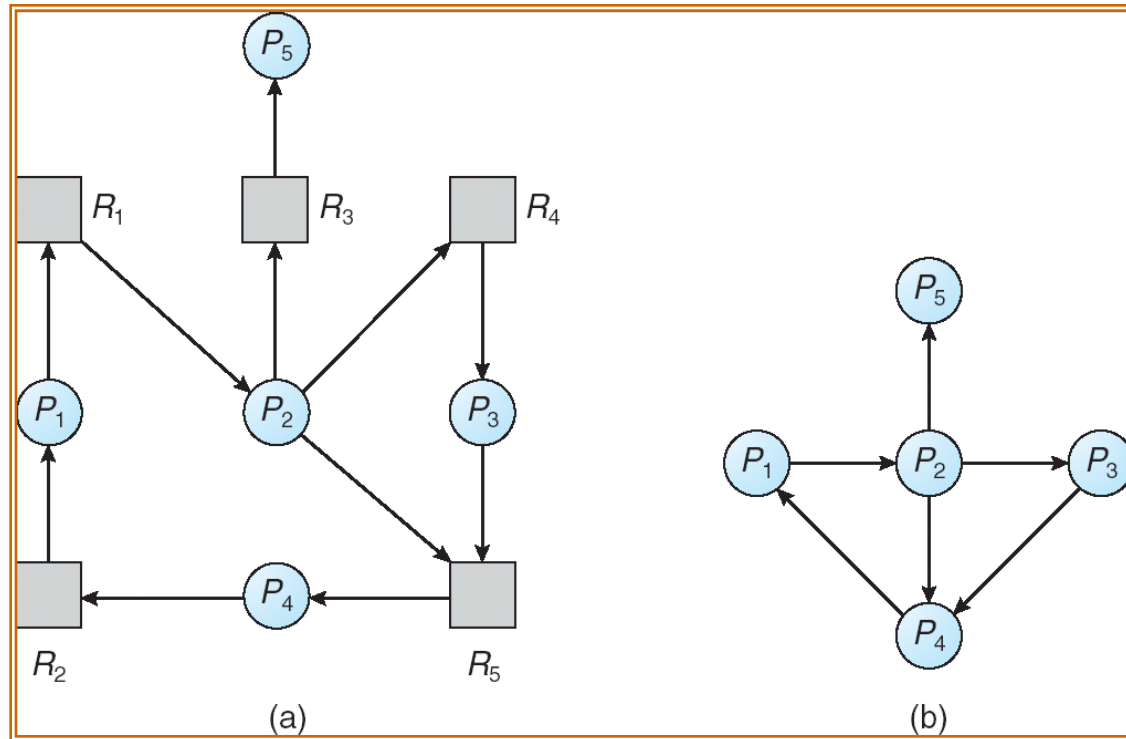 P₅
R₁ R₃ R₄
P₁ P₂ P₃
P₄
R₂ R₅
(a)
P₅
P₁ P₂ P₃
P₄
(b)